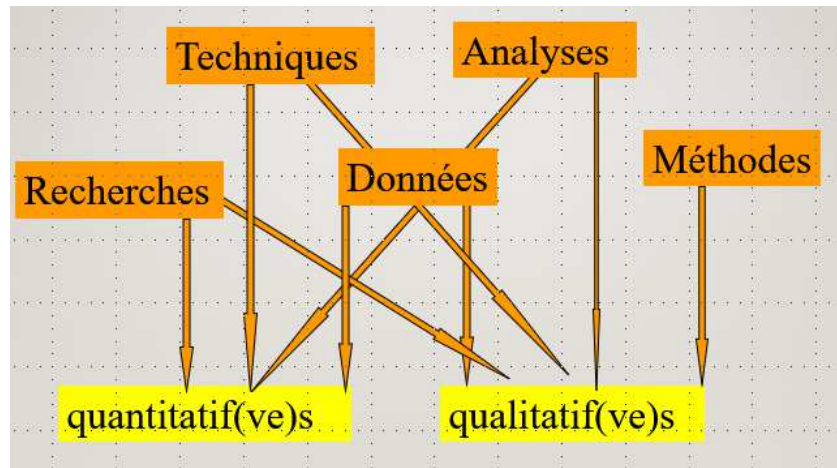 Techniques
Analyses
Recherches
Données
Méthodes
quantitatif(ve)s
qualitatif(ve)s